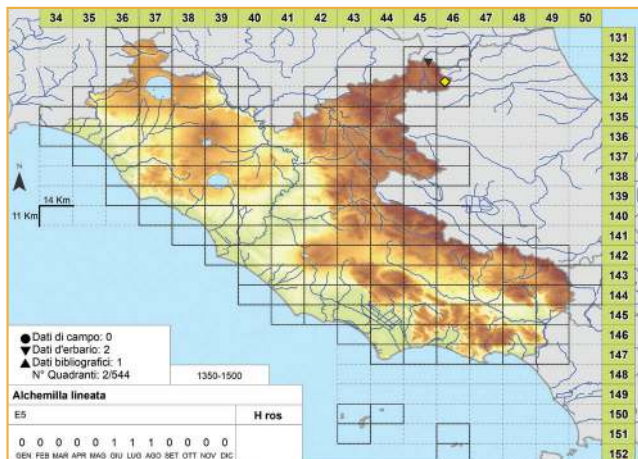 34 35 36 37 38 39 40 41 42 43 44 45 46 47 48 49 50
131
132
133
134
135
136
137
138
139
140
141
142
143
144
145
146
147
148
149
150
151
152
N
14 Km
11 Km
Dati di campo: 0
Dati d'erbario: 2
Dati bibliografici: 1
N° Quadranti: 2/544
1350-1500
Alchemilla lineata
E5
H ros
0 0 0 0 0 1 1 1 0 0 0 0
GEN FEB MAR APR MAG GIU LUG AGO SET OTT NOV DIC